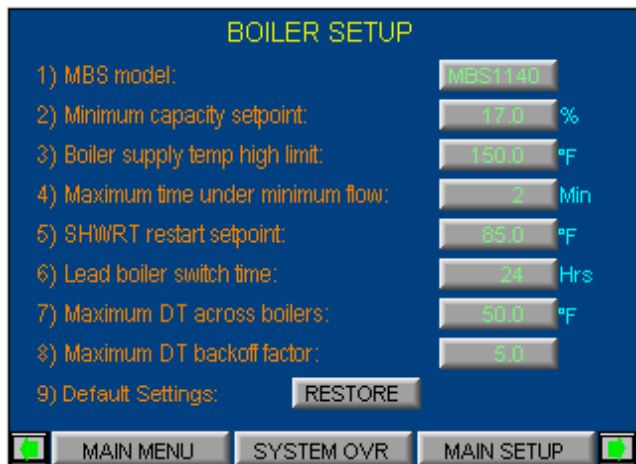 BOILER SETUP
1) MBS model: MBS1140
2) Minimum capacity setpoint: 17.0 %
3) Boiler supply temp high limit: 150.0 °F
4) Maximum time under minimum flow: 2 Min
5) SHWRT restart setpoint: 85.0 °F
6) Lead boiler switch time: 24 Hrs
7) Maximum DT across boilers: 50.0 °F
8) Maximum DT backoff factor: 5.0
9) Default Settings: RESTORE
MAIN MENU SYSTEM OVR MAIN SETUP